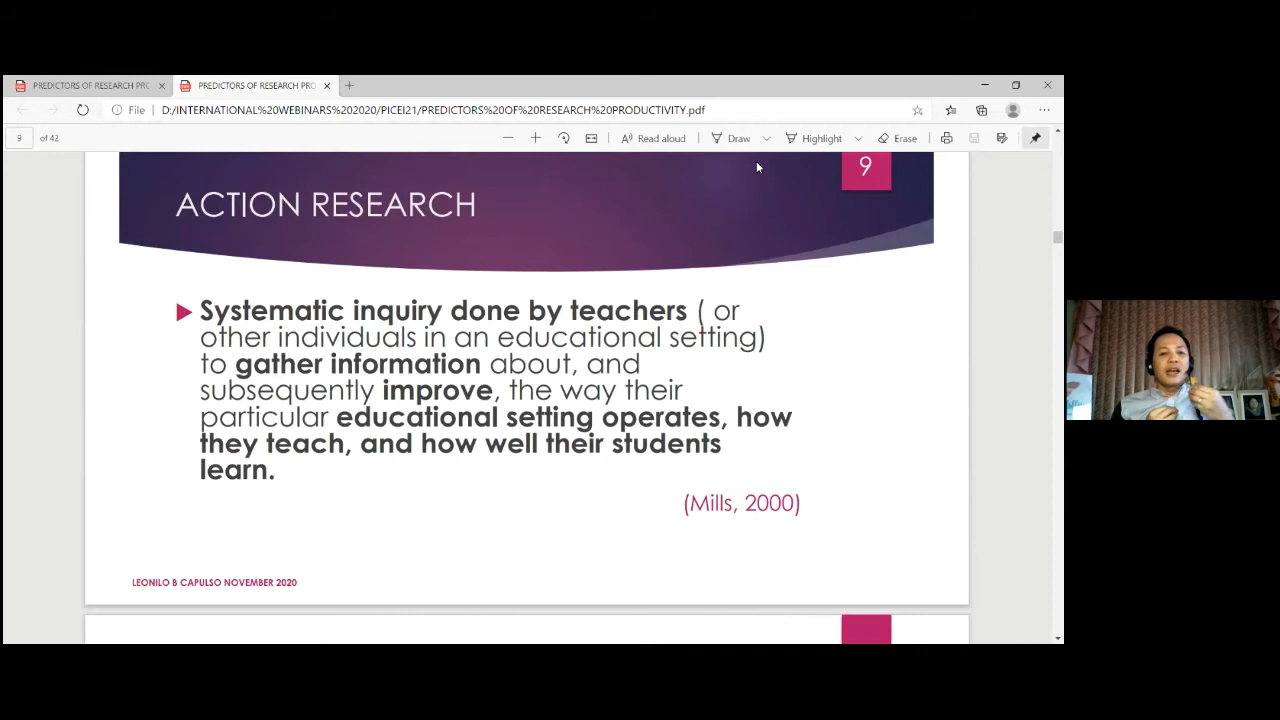 PREDICTORS OF RESEARCH PRO
PREDICTORS OF RESEARCH PRO
File
D:/INTERNATIONAL%20WEBINARS%202020/PICEI21/PREDICTORS%20OF%20RESEARCH%20PRODUCTIVITY.pdf
9 of 42
Read aloud
Draw
Highlight
Erase
9
ACTION RESEARCH
Systematic inquiry done by teachers ( or
other individuals in an educational setting)
to gather information about, and
subsequently improve, the way their
particular educational setting operates, how
they teach, and how well their students
learn.
(Mills, 2000)
LEONILO B CAPULSO NOVEMBER 2020